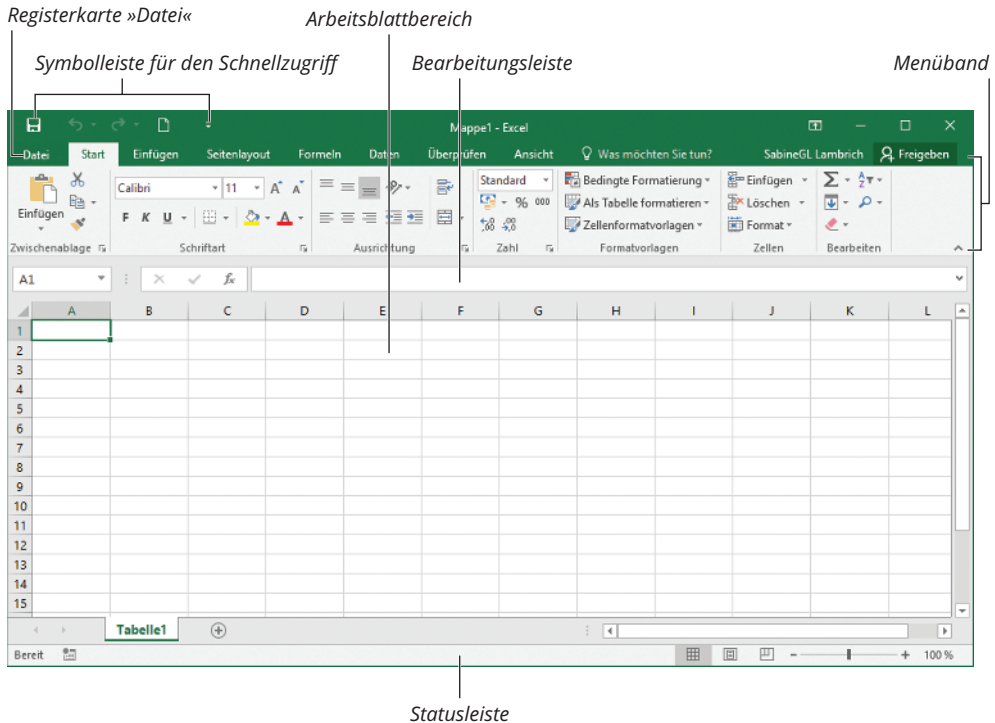 Registerkarte »Datei«
Arbeitsblattbereich
Symbolleiste für den Schnellzugriff
Bearbeitungsleiste
Menüband
Mappe1 - Excel
Datei Start Einfügen Seitenlayout Formeln Daten Überprüfen Ansicht Was möchten Sie tun? SabineGL Lambrich Freigeben
Einfügen
Calibri 11 A A
F K U A
Standard
% 000
Bedingte Formatierung
Als Tabelle formatieren
Zellenformatvorlagen
Einfügen
Löschen
Format
Zwischenablage Schriftart Ausrichtung Zahl Formatvorlagen Zellen Bearbeiten
A1 fx
A B C D E F G H I J K L
1
2
3
4
5
6
7
8
9
10
11
12
13
14
15
Tabelle1
Bereit 100 %
Statusleiste